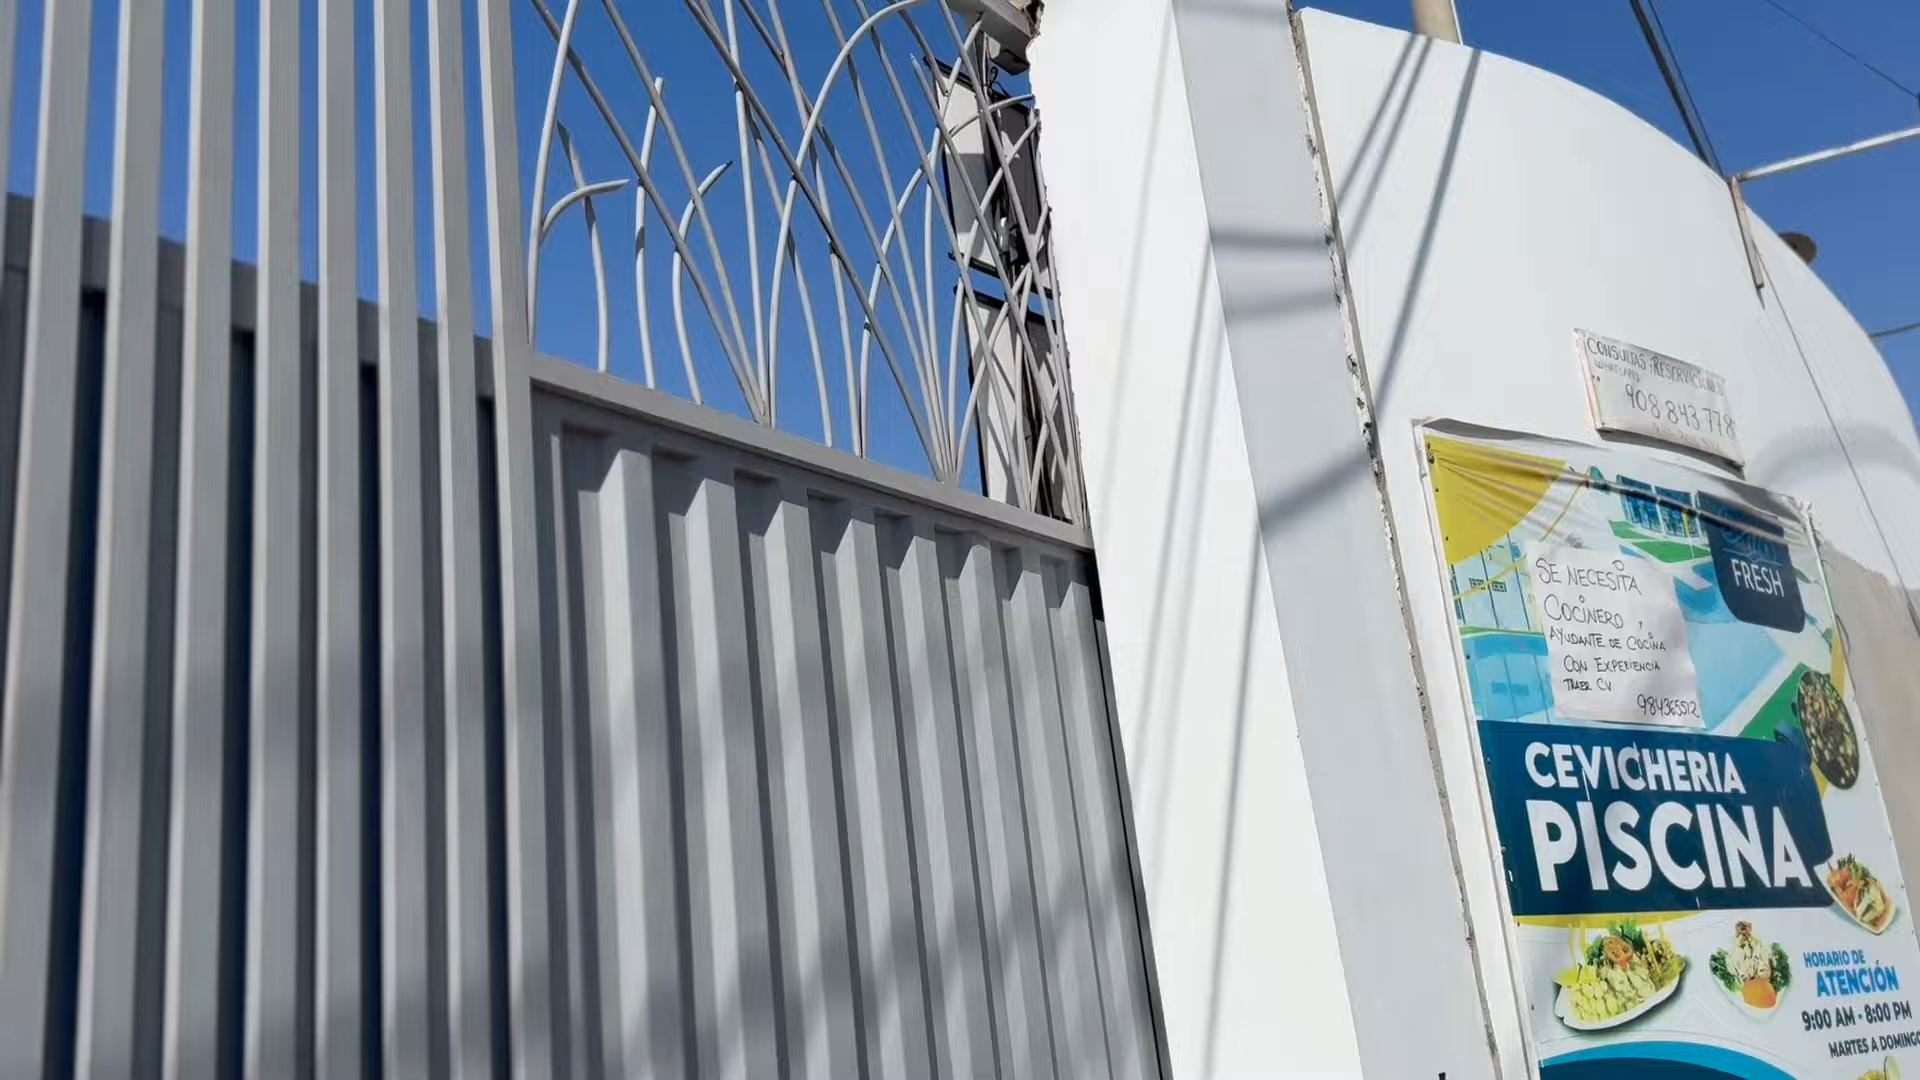 CONSULTAS Y RESERVACIONES
WHATSAPP
908 843 778
FRESH
SE NECESITA
COCINERO Y
AYUDANTE DE COCINA
CON EXPERIENCIA
TRAER CV
984365512
CEVICHERIA
PISCINA
HORARIO DE
ATENCIÓN
9:00 AM - 8:00 PM
MARTES A DOMINGO